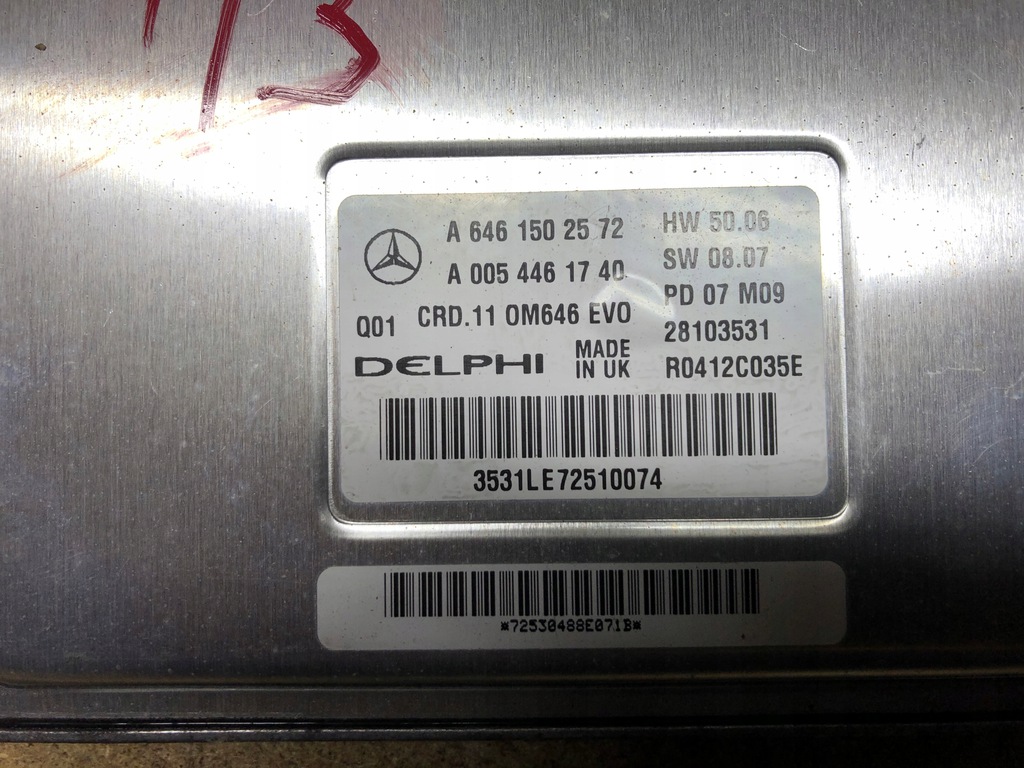 13
A 646 150 25 72
HW 50.06
A 005 446 17 40
SW 08.07
PD 07 M09
Q01
CRD.11 OM646 EVO
28103531
DELPHI
MADE
IN UK
R0412C035E
3531LE72510074
*72530488E071B*